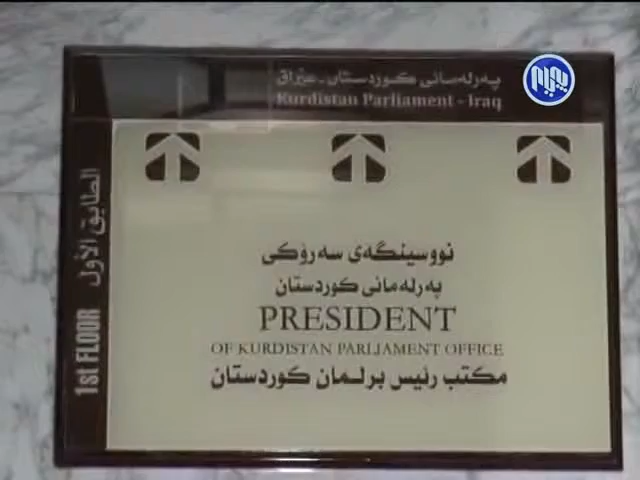 پەرلەمانی کوردستان - عێراق
Kurdistan Parliament - Iraq
نووسینگەی سەرۆکی
پەرلەمانی کوردستان
PRESIDENT
OF KURDISTAN PARLIAMENT OFFICE
مكتب رئيس برلمان كوردستان
الطابق الأول
1st FLOOR